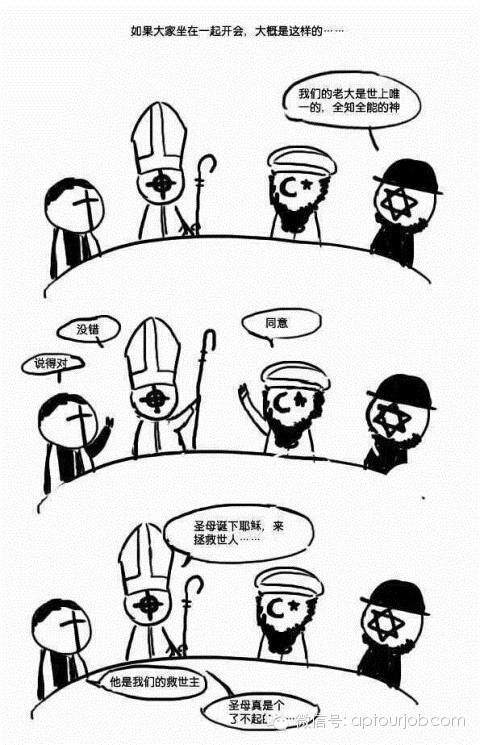 如果大家坐在一起开会，大概是这样的……
我们的老大是世上唯
一的，全知全能的神
没错
同意
说得对
圣母诞下耶稣，来
拯救世人……
他是我们的救世主
圣母真是个
了不起的
微信号: aptourjobcom